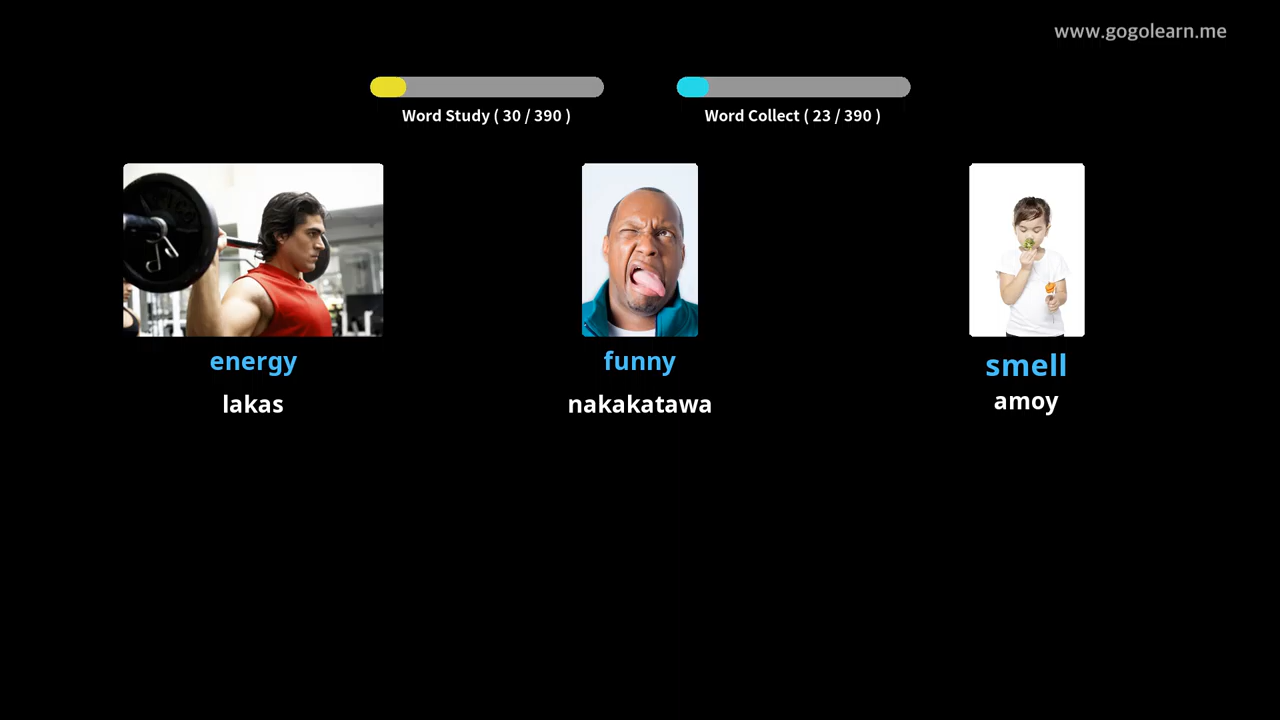 www.gogolearn.me
Word Study ( 30 / 390 )
Word Collect ( 23 / 390 )
energy
lakas
funny
nakakatawa
smell
amoy